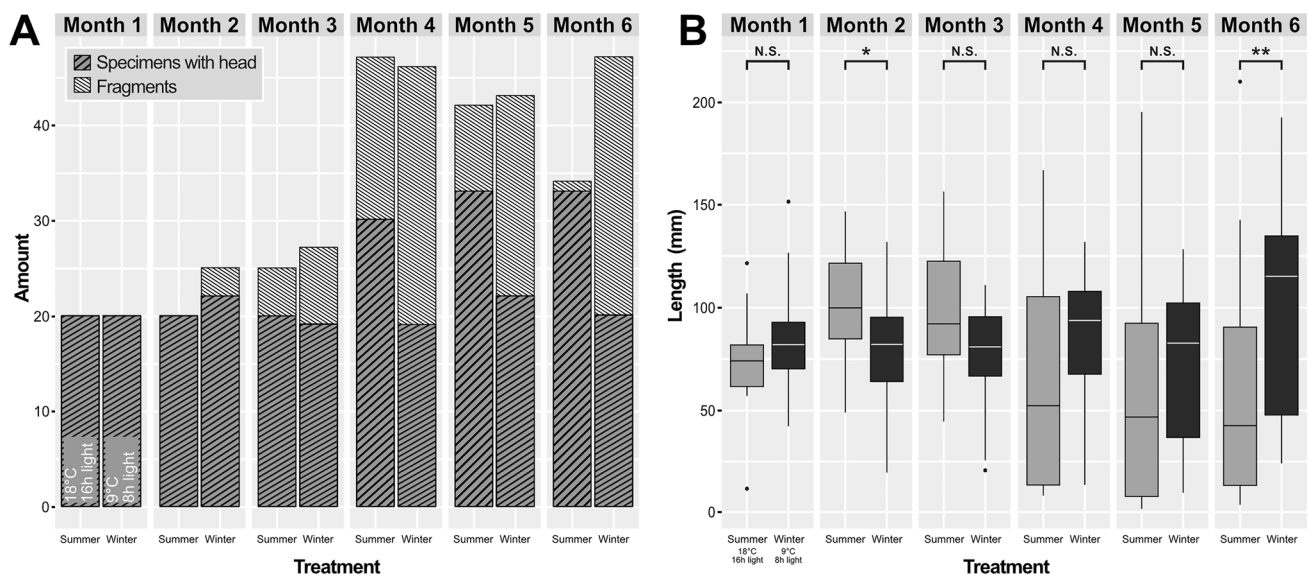 A
Month 1
Month 2
Month 3
Month 4
Month 5
Month 6
Specimens with head
Fragments
Amount
40
30
20
10
0
18°C
16h light
9°C
8h light
Summer Winter
Summer Winter
Summer Winter
Summer Winter
Summer Winter
Summer Winter
Treatment
B
Month 1
Month 2
Month 3
Month 4
Month 5
Month 6
N.S.
*
N.S.
N.S.
N.S.
**
Length (mm)
200
150
100
50
0
Summer Winter
18°C 9°C
16h light 8h light
Summer Winter
Summer Winter
Summer Winter
Summer Winter
Summer Winter
Treatment